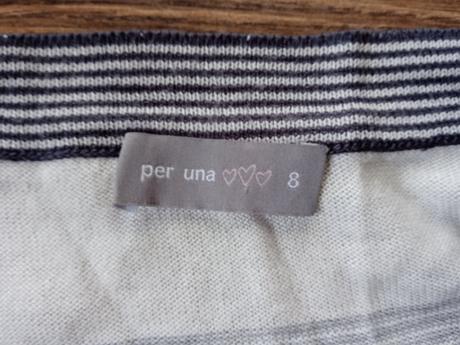 per una ♡♡♡ 8